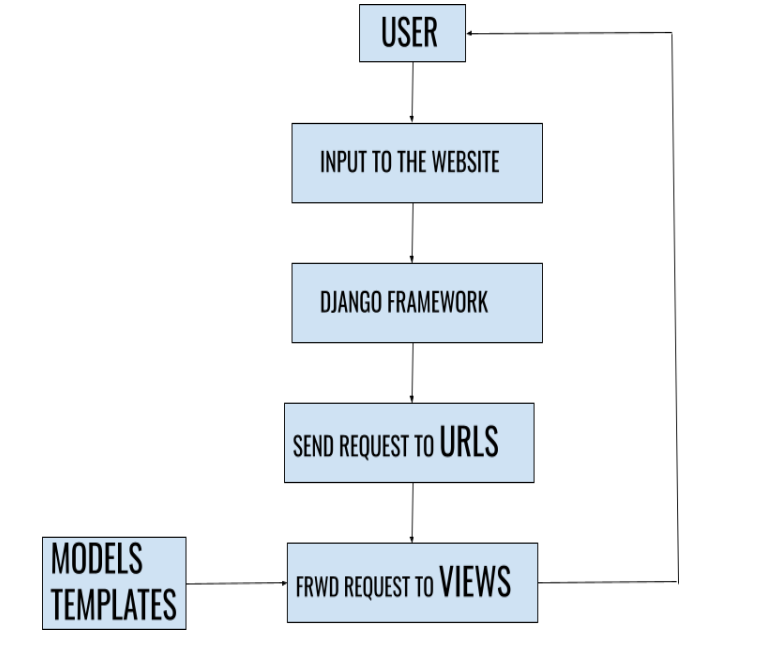 USER
INPUT TO THE WEBSITE
DJANGO FRAMEWORK
SEND REQUEST TO URLS
MODELS
TEMPLATES
FRWD REQUEST TO VIEWS